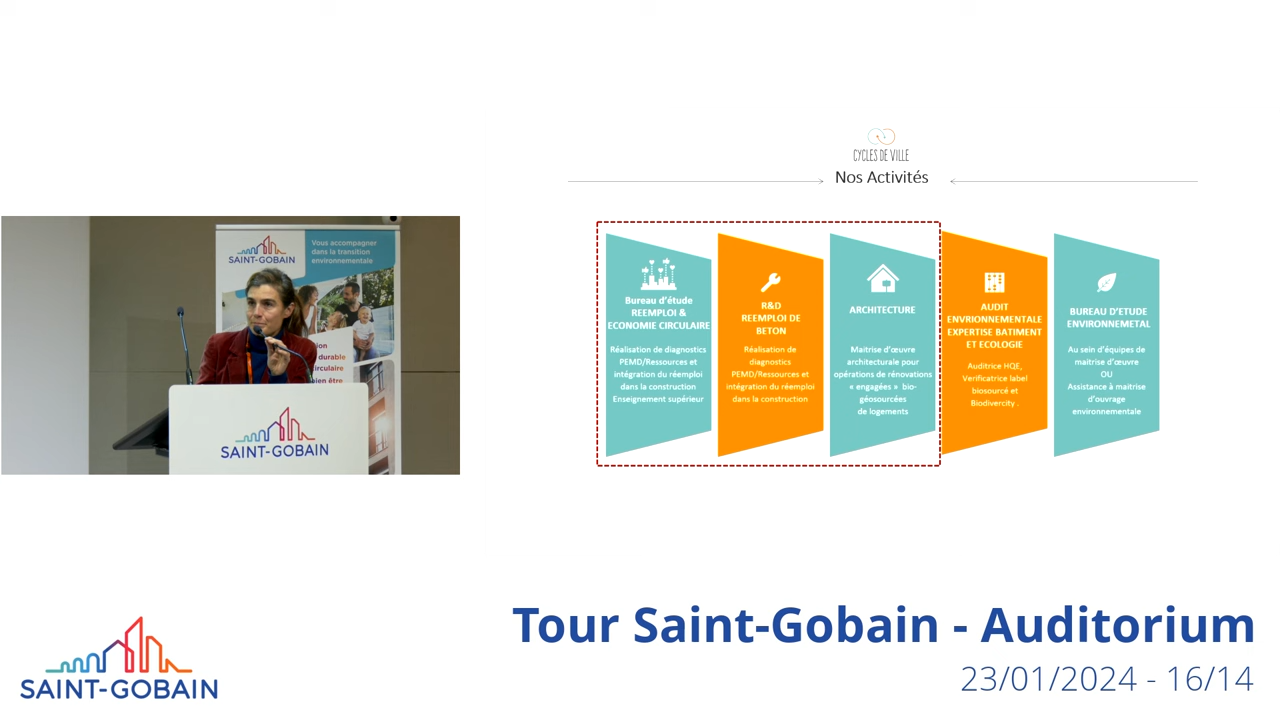 CYCLES DE VILLE
Nos Activités
SAINT-GOBAIN
Vous accompagner
dans la transition
environnementale
durable
SAINT-GOBAIN
Bureau d'étude
REEMPLOI &
ECONOMIE CIRCULAIRE
Réalisation de diagnostics
PEMD/Ressources et
intégration du réemploi
dans la construction
Enseignement supérieur
R&D
REEMPLOI DE
BETON
Réalisation de
diagnostics
PEMD/Ressources et
intégration du réemploi
dans la construction
ARCHITECTURE
Maitrise d'œuvre
architecturale pour
opérations de rénovations
« engagées » bio-
géosourcées
de logements
AUDIT
ENVRIONNEMENTALE
EXPERTISE BATIMENT
ET ECOLOGIE
Auditrice HQE,
Verificatrice label
biosourcé et
Biodivercity .
BUREAU D'ETUDE
ENVIRONNEMETAL
Au sein d'équipes de
maitrise d'œuvre
OU
Assistance à maitrise
d'ouvrage
environnementale
Tour Saint-Gobain - Auditorium
23/01/2024 - 16/14
SAINT-GOBAIN